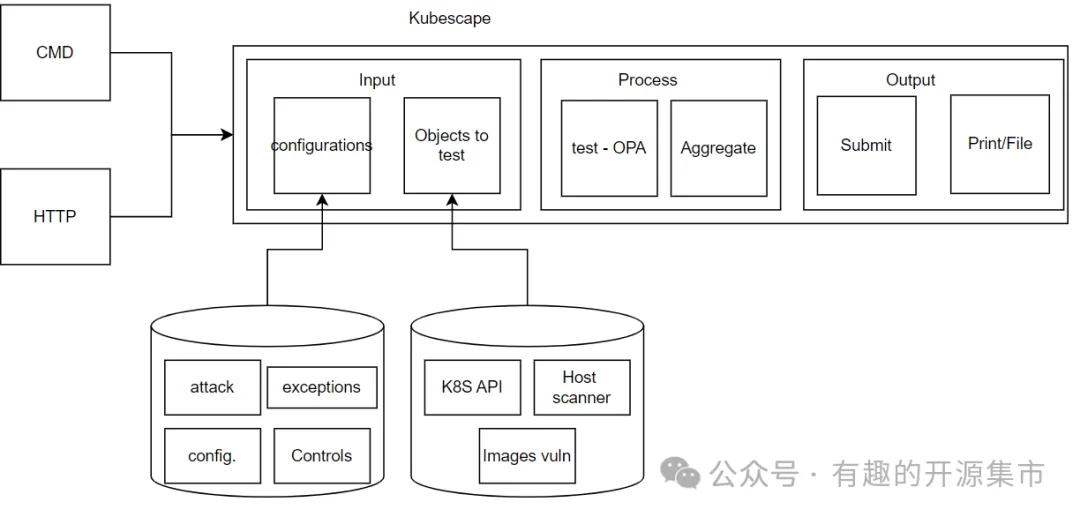 Kubescape
CMD
HTTP
Input
configurations
Objects to
test
Process
test - OPA
Aggregate
Output
Submit
Print/File
attack
exceptions
config.
Controls
K8S API
Host
scanner
Images vuln
公众号 · 有趣的开源集市